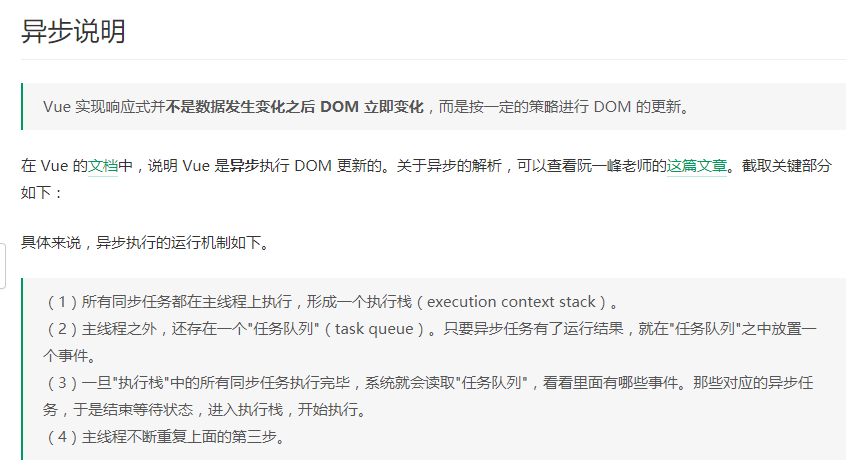 异步说明
Vue 实现响应式并不是数据发生变化之后 DOM 立即变化，而是按一定的策略进行 DOM 的更新。
在 Vue 的文档中，说明 Vue 是异步执行 DOM 更新的。关于异步的解析，可以查看阮一峰老师的这篇文章。截取关键部分
如下：
具体来说，异步执行的运行机制如下。
（1）所有同步任务都在主线程上执行，形成一个执行栈（execution context stack）。
（2）主线程之外，还存在一个"任务队列"（task queue）。只要异步任务有了运行结果，就在"任务队列"之中放置一
个事件。
（3）一旦"执行栈"中的所有同步任务执行完毕，系统就会读取"任务队列"，看看里面有哪些事件。那些对应的异步任
务，于是结束等待状态，进入执行栈，开始执行。
（4）主线程不断重复上面的第三步。